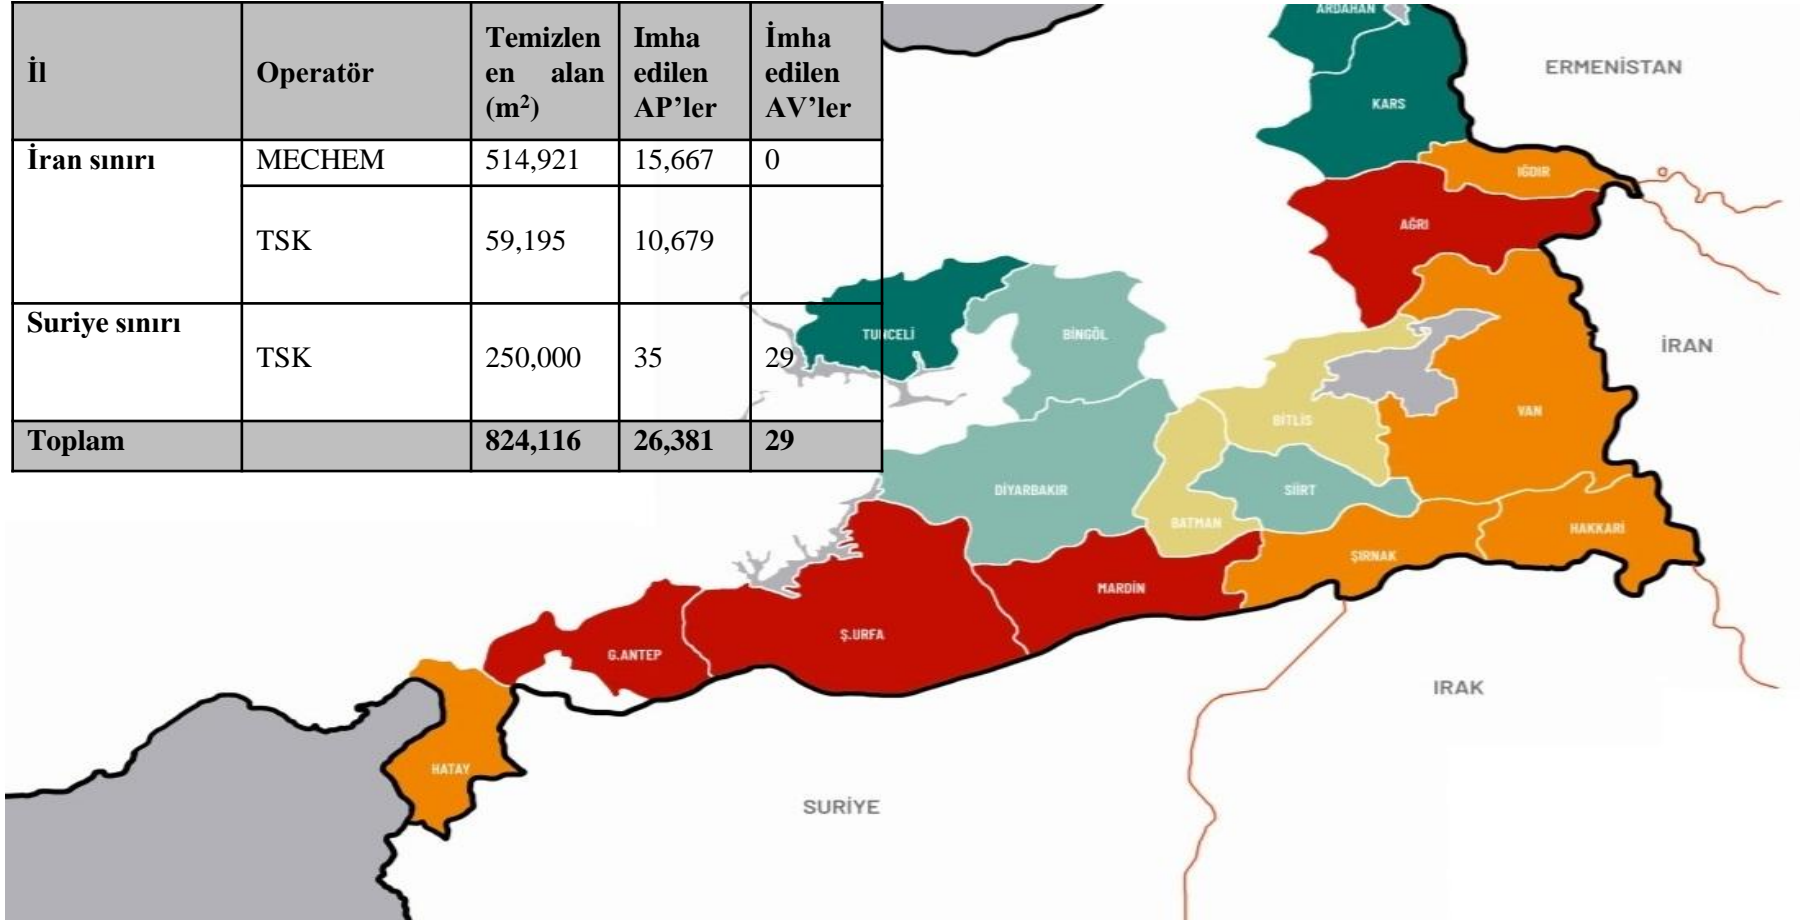 İl
Operatör
Temizlen
en alan
(m²)
Imha
edilen
AP’ler
İmha
edilen
AV’ler
İran sınırı
MECHEM
514,921
15,667
0
TSK
59,195
10,679
Suriye sınırı
TSK
250,000
35
29
Toplam
824,116
26,381
29
ARDAHAN
ERMENİSTAN
KARS
IĞDIR
AĞRI
TUNCELİ
BİNGÖL
İRAN
VAN
BİTLİS
DİYARBAKIR
SİİRT
BATMAN
HAKKARİ
ŞIRNAK
MARDİN
Ş.URFA
G.ANTEP
IRAK
HATAY
SURİYE